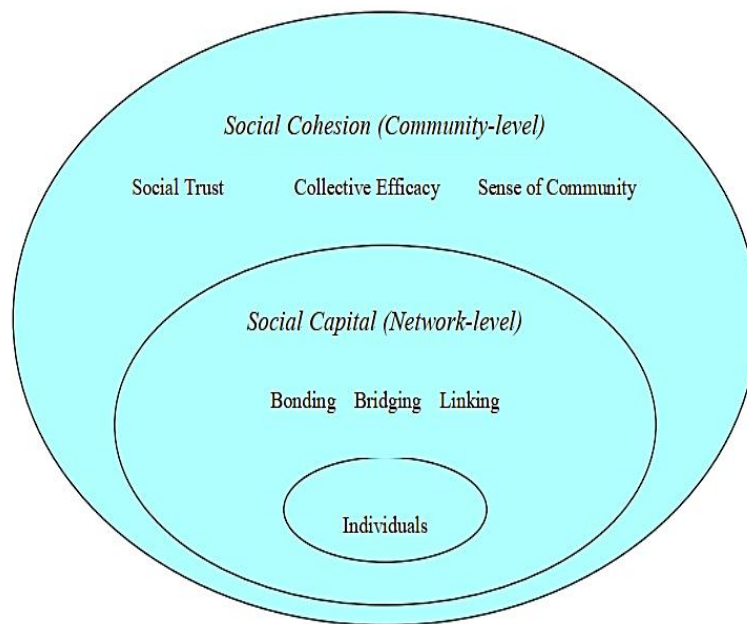 Social Cohesion (Community-level)
Social Trust Collective Efficacy Sense of Community
Social Capital (Network-level)
Bonding Bridging Linking
Individuals